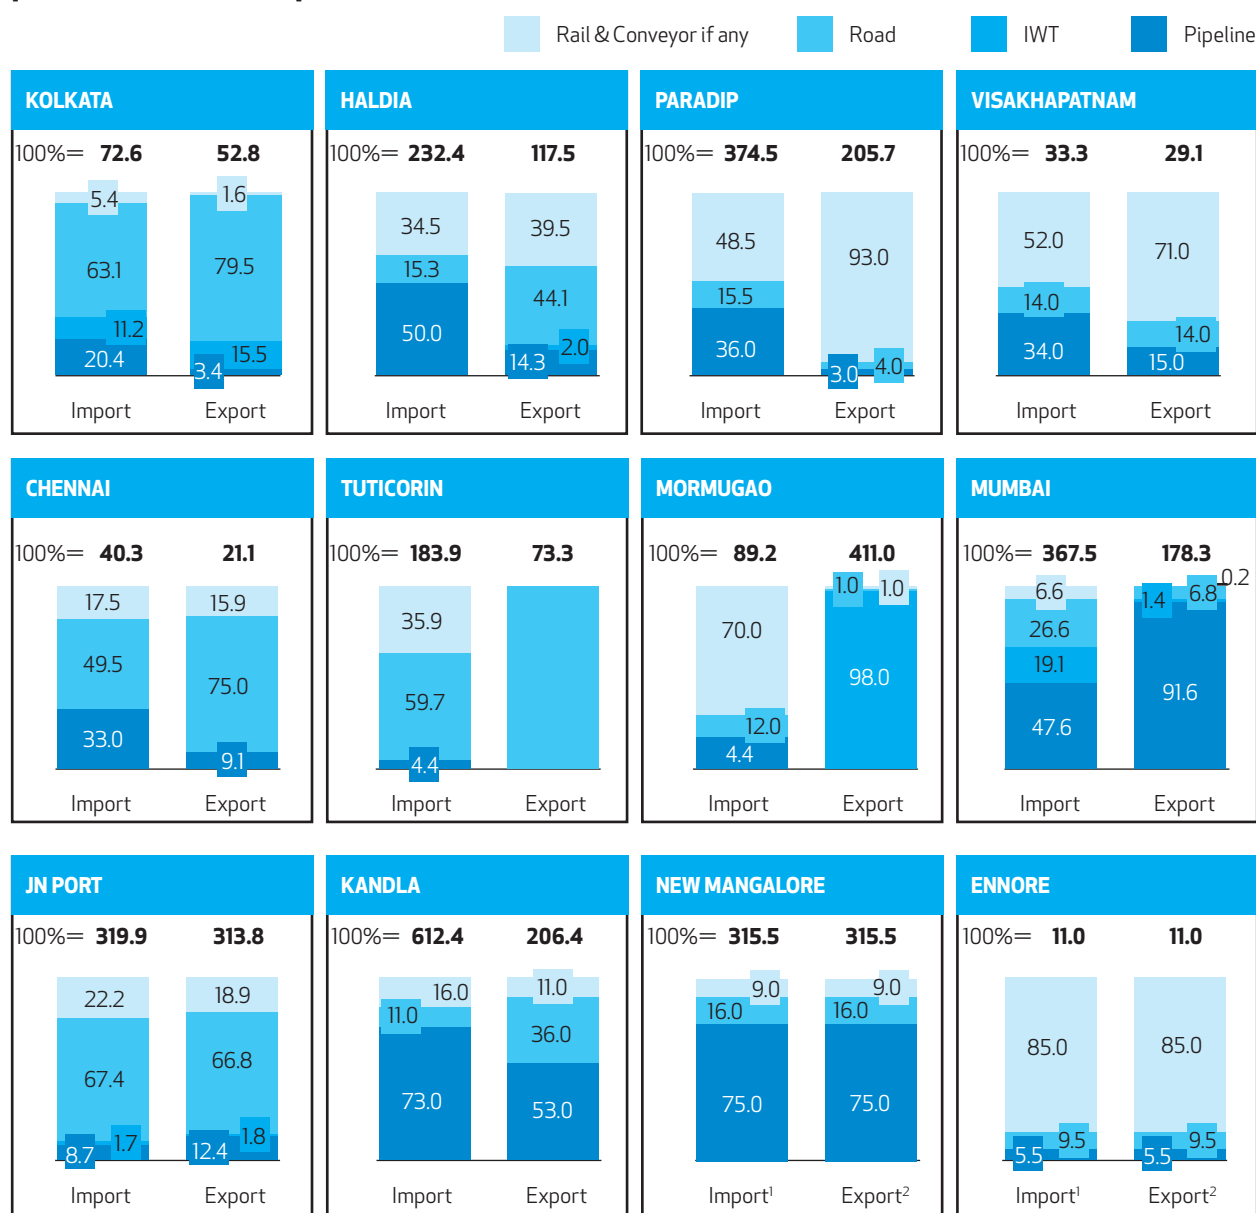 Rail & Conveyor if any Road IWT Pipeline
KOLKATA
100%= 72.6 52.8
5.4 1.6
63.1 79.5
11.2 15.5
20.4 3.4
Import Export
HALDIA
100%= 232.4 117.5
34.5 39.5
15.3 44.1
50.0 14.3 2.0
Import Export
PARADIP
100%= 374.5 205.7
48.5 93.0
15.5
36.0 3.0 4.0
Import Export
VISAKHAPATNAM
100%= 33.3 29.1
52.0 71.0
14.0 14.0
34.0 15.0
Import Export
CHENNAI
100%= 40.3 21.1
17.5 15.9
49.5 75.0
33.0 9.1
Import Export
TUTICORIN
100%= 183.9 73.3
35.9
59.7
4.4
Import Export
MORMUGAO
100%= 89.2 411.0
1.0 1.0
70.0 98.0
12.0
4.4
Import Export
MUMBAI
100%= 367.5 178.3
0.2
6.6 1.4 6.8
26.6
19.1 91.6
47.6
Import Export
JN PORT
100%= 319.9 313.8
22.2 18.9
67.4 66.8
8.7 1.7 12.4 1.8
Import Export
KANDLA
100%= 612.4 206.4
16.0 11.0
11.0 36.0
73.0 53.0
Import Export
NEW MANGALORE
100%= 315.5 315.5
9.0 9.0
16.0 16.0
75.0 75.0
Import¹ Export²
ENNORE
100%= 11.0 11.0
85.0 85.0
9.5 9.5
5.5 5.5
Import¹ Export²